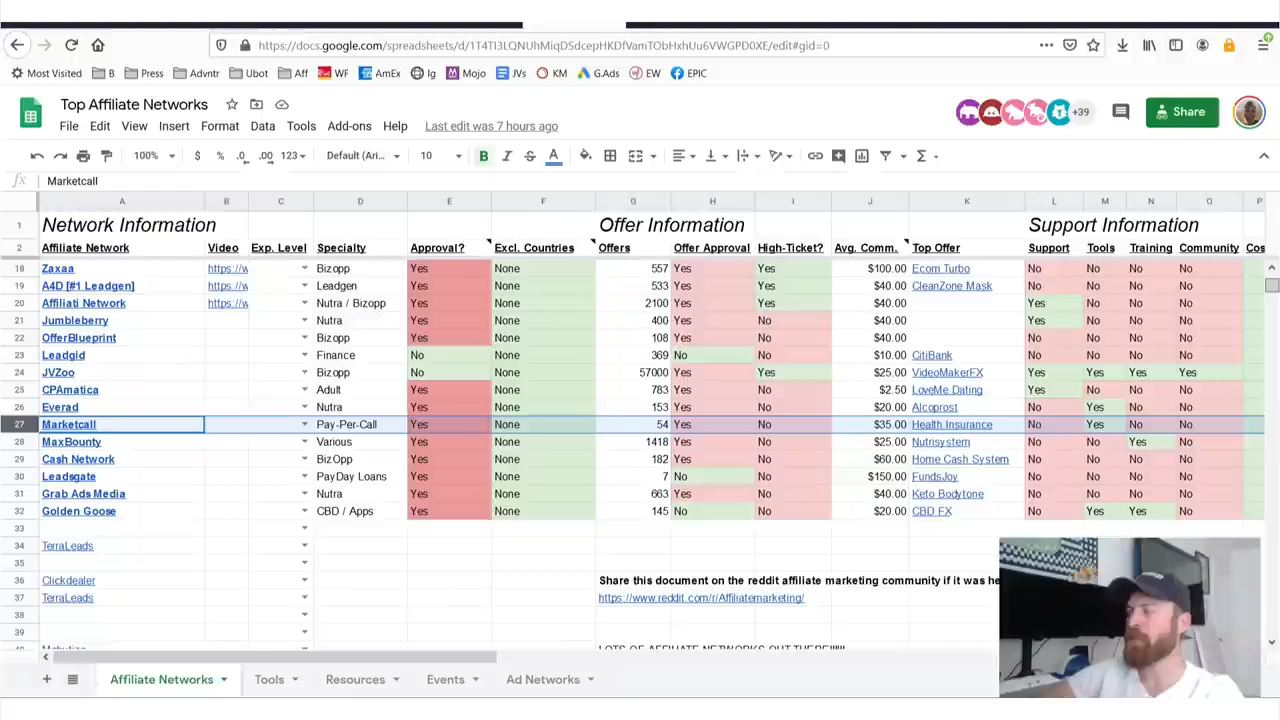 https://docs.google.com/spreadsheets/d/1T4TI3LQNUhMiqDSdcepHKDfVamTObHxhUu6VWGPD0XE/edit#gid=0
Most Visited B Press Advntr Ubot Aff WF AmEx Ig Mojo JVs KM G.Ads EW EPIC
Top Affiliate Networks
+39
Share
File Edit View Insert Format Data Tools Add-ons Help Last edit was 7 hours ago
100% $ % .0 .00 123 Default (Ari... 10 B I S A
fx Marketcall
A B C D E F G H I J K L M N O P
1 Network Information Offer Information Support Information
2 Affiliate Network Video Exp. Level Specialty Approval? Excl. Countries Offers Offer Approval High-Ticket? Avg. Comm. Top Offer Support Tools Training Community Cos
18 Zaxaa https://w Bizopp Yes None 557 Yes Yes $100.00 Ecom Turbo No No No No
19 A4D [#1 Leadgen] https://w Leadgen Yes None 533 Yes Yes $40.00 CleanZone Mask No No No No
20 Affiliati Network https://w Nutra / Bizopp Yes None 2100 Yes Yes $40.00 Yes No No No
21 Jumbleberry Nutra Yes None 400 Yes No $40.00 Yes No No No
22 OfferBlueprint Bizopp Yes None 108 Yes No $40.00 No No No No
23 Leadgid Finance No None 369 No No $10.00 CitiBank No No No No
24 JVZoo Bizopp No None 57000 Yes Yes $25.00 VideoMakerFX Yes Yes Yes Yes
25 CPAmatica Adult Yes None 783 Yes No $2.50 LoveMe Dating Yes No No No
26 Everad Nutra Yes None 153 Yes No $20.00 Alcoprost No Yes No No
27 Marketcall Pay-Per-Call Yes None 54 Yes No $35.00 Health Insurance No Yes No No
28 MaxBounty Various Yes None 1418 Yes No $25.00 Nutrisystem No No Yes No
29 Cash Network BizOpp Yes None 182 Yes No $60.00 Home Cash System No No No No
30 Leadsgate PayDay Loans Yes None 7 No No $150.00 FundsJoy No No No No
31 Grab Ads Media Nutra Yes None 663 Yes No $40.00 Keto Bodytone No No No No
32 Golden Goose CBD / Apps Yes None 145 No No $20.00 CBD FX No Yes Yes No
33
34 TerraLeads
35
36 Clickdealer Share this document on the reddit affiliate marketing community if it was he
37 TerraLeads https://www.reddit.com/r/Affiliatemarketing/
38
39
LOTS OF AFFILIATE NETWORKS OUT THERE!!!!!
Affiliate Networks Tools Resources Events Ad Networks